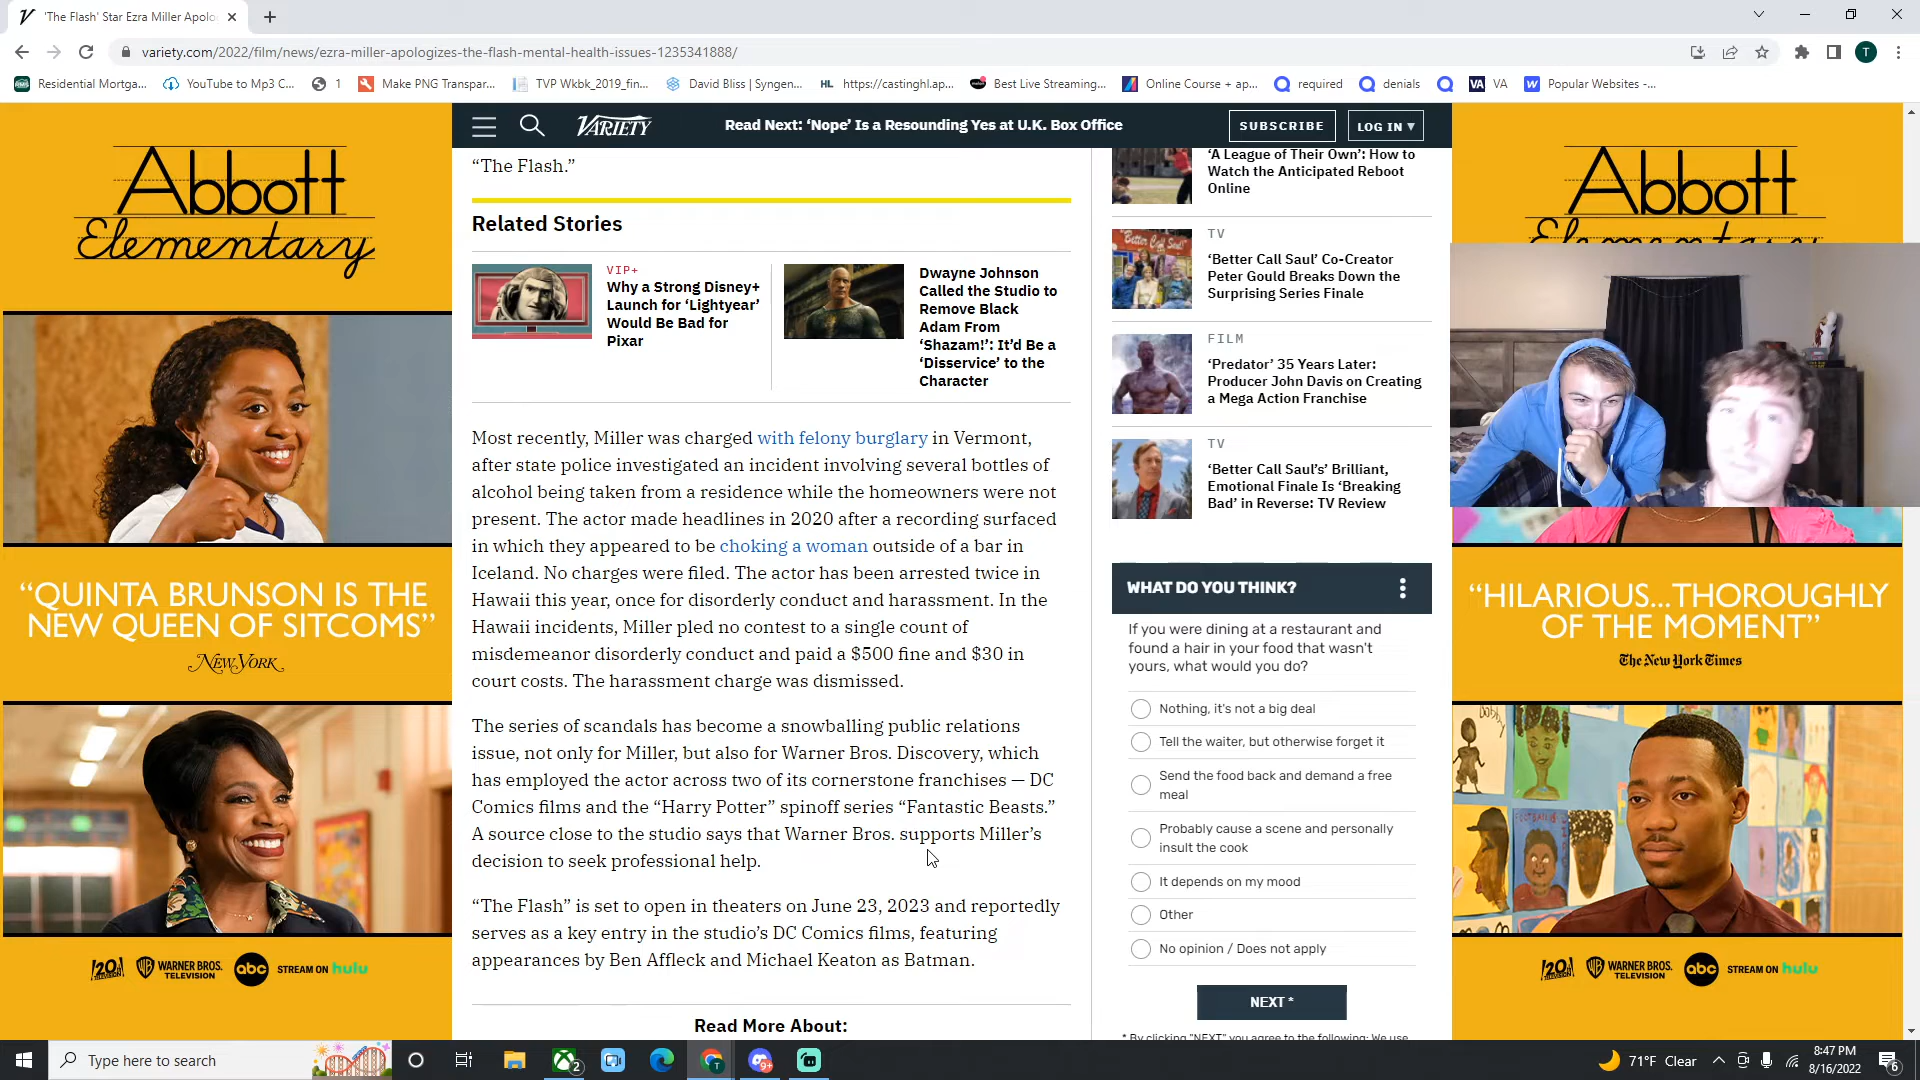 'The Flash' Star Ezra Miller Apolo
variety.com/2022/film/news/ezra-miller-apologizes-the-flash-mental-health-issues-1235341888/
T
Residential Mortga...
YouTube to Mp3 C...
1
Make PNG Transpar...
TVP Wkbk_2019_fin...
David Bliss | Syngen...
HL https://castinghl.ap...
Best Live Streaming...
Online Course + ap...
required
denials
VA VA
W Popular Websites -...
VARIETY
Read Next: ‘Nope’ Is a Resounding Yes at U.K. Box Office
SUBSCRIBE
LOG IN ▾
Abbott
Elementary
“QUINTA BRUNSON IS THE
NEW QUEEN OF SITCOMS”
NEW YORK
20th TELEVISION
WARNER BROS.
TELEVISION
abc
STREAM ON hulu
“The Flash.”
Related Stories
VIP+
Why a Strong Disney+
Launch for ‘Lightyear’
Would Be Bad for
Pixar
Dwayne Johnson
Called the Studio to
Remove Black
Adam From
‘Shazam!’: It’d Be a
‘Disservice’ to the
Character
Most recently, Miller was charged with felony burglary in Vermont,
after state police investigated an incident involving several bottles of
alcohol being taken from a residence while the homeowners were not
present. The actor made headlines in 2020 after a recording surfaced
in which they appeared to be choking a woman outside of a bar in
Iceland. No charges were filed. The actor has been arrested twice in
Hawaii this year, once for disorderly conduct and harassment. In the
Hawaii incidents, Miller pled no contest to a single count of
misdemeanor disorderly conduct and paid a $500 fine and $30 in
court costs. The harassment charge was dismissed.
The series of scandals has become a snowballing public relations
issue, not only for Miller, but also for Warner Bros. Discovery, which
has employed the actor across two of its cornerstone franchises — DC
Comics films and the “Harry Potter” spinoff series “Fantastic Beasts.”
A source close to the studio says that Warner Bros. supports Miller’s
decision to seek professional help.
“The Flash” is set to open in theaters on June 23, 2023 and reportedly
serves as a key entry in the studio’s DC Comics films, featuring
appearances by Ben Affleck and Michael Keaton as Batman.
Read More About:
‘A League of Their Own’: How to
Watch the Anticipated Reboot
Online
TV
‘Better Call Saul’ Co-Creator
Peter Gould Breaks Down the
Surprising Series Finale
FILM
‘Predator’ 35 Years Later:
Producer John Davis on Creating
a Mega Action Franchise
TV
‘Better Call Saul’s’ Brilliant,
Emotional Finale Is ‘Breaking
Bad’ in Reverse: TV Review
WHAT DO YOU THINK?
If you were dining at a restaurant and
found a hair in your food that wasn't
yours, what would you do?
Nothing, it's not a big deal
Tell the waiter, but otherwise forget it
Send the food back and demand a free
meal
Probably cause a scene and personally
insult the cook
It depends on my mood
Other
No opinion / Does not apply
NEXT *
* By clicking "NEXT" you agree to the following: We use
Abbott
Elementary
“HILARIOUS...THOROUGHLY
OF THE MOMENT”
The New York Times
20th TELEVISION
WARNER BROS.
TELEVISION
abc
STREAM ON hulu
Type here to search
2
9+
71°F Clear
8:47 PM
8/16/2022
6